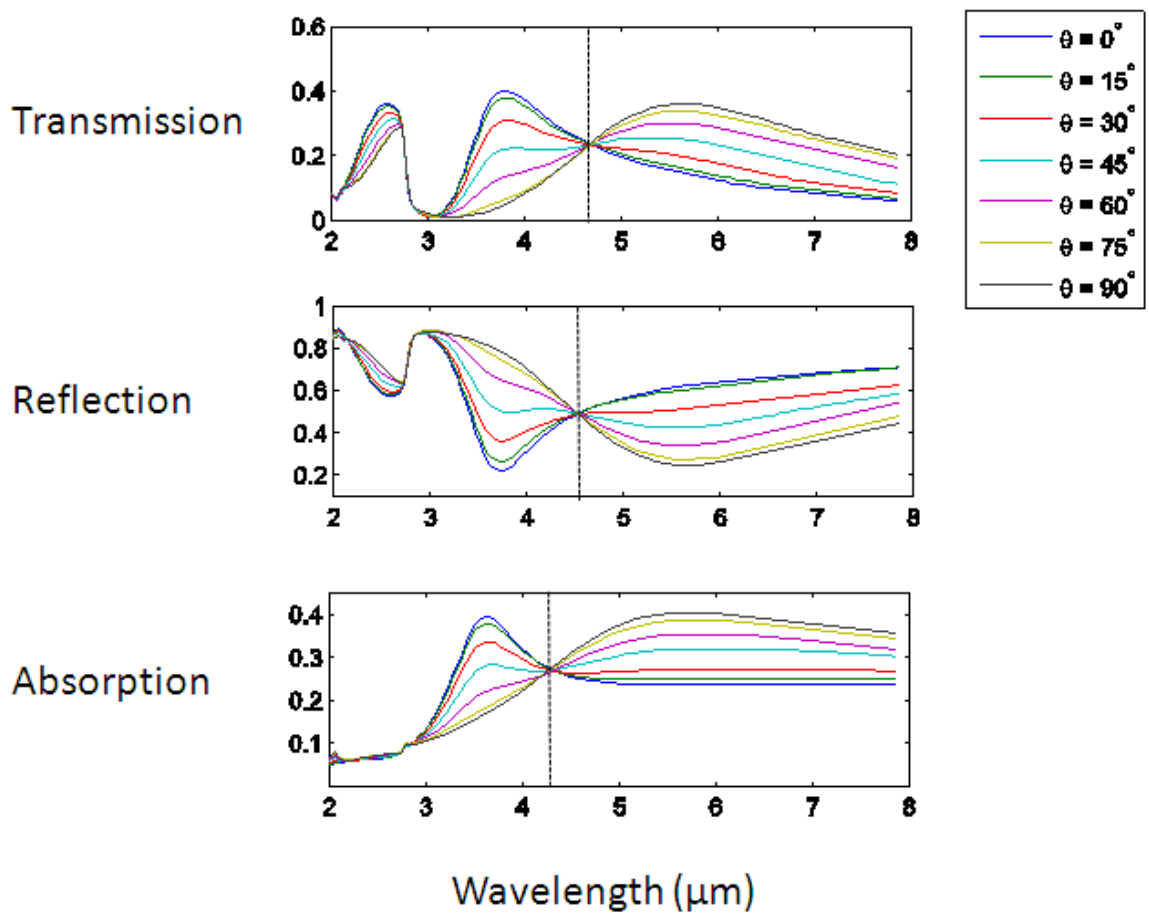 Transmission
0.6
0.4
0.2
0
2 3 4 5 6 7 8
θ = 0°
θ = 15°
θ = 30°
θ = 45°
θ = 60°
θ = 75°
θ = 90°
Reflection
1
0.8
0.6
0.4
0.2
2 3 4 5 6 7 8
Absorption
0.4
0.3
0.2
0.1
2 3 4 5 6 7 8
Wavelength (μm)